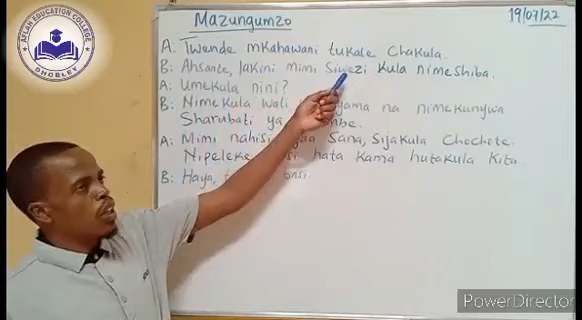 AFLAH EDUCATION COLLEGE
DHOBLEY
Mazungumzo
19/07/22
A: Twende mkahawani tukale Chakula.
B: Ahsante, lakini mimi Siwezi kula nimeshiba.
A: Umekula nini?
B: Nimekula wali na nimekunywa
Sharubati ya
A: Mimi nahisi Sana, Sijakula Chochote.
Nipeleke hata kama hutakula kitu
B: Haya, basi.
PowerDirector